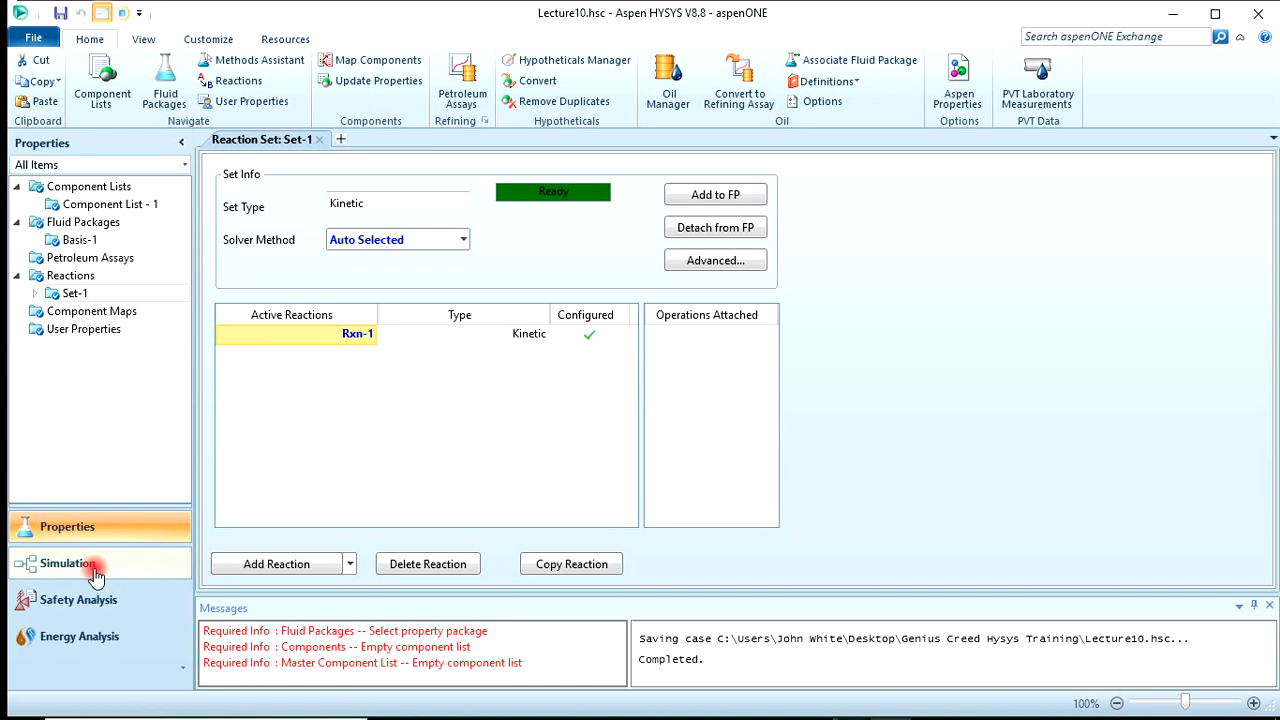 Lecture10.hsc - Aspen HYSYS V8.8 - aspenONE
File Home View Customize Resources
Search aspenONE Exchange
Cut
Copy
Paste
Clipboard
Component Lists
Fluid Packages
Methods Assistant
Reactions
User Properties
Navigate
Map Components
Update Properties
Components
Petroleum Assays
Refining
Hypotheticals Manager
Convert
Remove Duplicates
Hypotheticals
Oil Manager
Convert to Refining Assay
Associate Fluid Package
Definitions
Options
Oil
Aspen Properties
Options
PVT Laboratory Measurements
PVT Data
Properties
All Items
Component Lists
Component List - 1
Fluid Packages
Basis-1
Petroleum Assays
Reactions
Set-1
Component Maps
User Properties
Properties
Simulation
Safety Analysis
Energy Analysis
Reaction Set: Set-1
Set Info
Set Type Kinetic
Ready
Solver Method Auto Selected
Add to FP
Detach from FP
Advanced...
Active Reactions Type Configured
Rxn-1 Kinetic
Operations Attached
Add Reaction
Delete Reaction
Copy Reaction
Messages
Required Info : Fluid Packages -- Select property package
Required Info : Components -- Empty component list
Required Info : Master Component List -- Empty component list
Saving case C:\Users\John White\Desktop\Genius Creed Hysys Training\Lecture10.hsc...
Completed.
100%